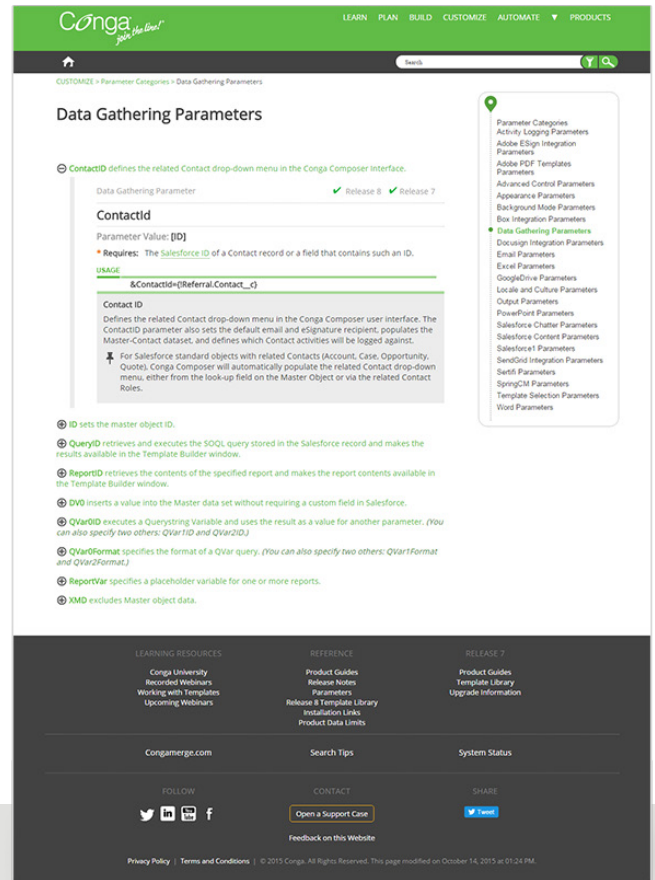 Conga
join the line!™
LEARN PLAN BUILD CUSTOMIZE AUTOMATE ▼ PRODUCTS
Search
CUSTOMIZE > Parameter Categories > Data Gathering Parameters
Data Gathering Parameters
ContactID defines the related Contact drop-down menu in the Conga Composer Interface.
Data Gathering Parameter ✔ Release 8 ✔ Release 7
ContactId
Parameter Value: [ID]
* Requires: The Salesforce ID of a Contact record or a field that contains such an ID.
USAGE
&ContactId={!Referral.Contact__c}
Contact ID
Defines the related Contact drop-down menu in the Conga Composer user interface. The
ContactID parameter also sets the default email and eSignature recipient, populates the
Master-Contact dataset, and defines which Contact activities will be logged against.
For Salesforce standard objects with related Contacts (Account, Case, Opportunity,
Quote), Conga Composer will automatically populate the related Contact drop-down
menu, either from the look-up field on the Master Object or via the related Contact
Roles.
ID sets the master object ID.
QueryID retrieves and executes the SOQL query stored in the Salesforce record and makes the
results available in the Template Builder window.
ReportID retrieves the contents of the specified report and makes the report contents available in
the Template Builder window.
DV0 inserts a value into the Master data set without requiring a custom field in Salesforce.
QVar0ID executes a Querystring Variable and uses the result as a value for another parameter. (You
can also specify two others: QVar1ID and QVar2ID.)
QVar0Format specifies the format of a QVar query. (You can also specify two others: QVar1Format
and QVar2Format.)
ReportVar specifies a placeholder variable for one or more reports.
XMD excludes Master object data.
Parameter Categories
Activity Logging Parameters
Adobe ESign Integration
Parameters
Adobe PDF Templates
Parameters
Advanced Control Parameters
Appearance Parameters
Background Mode Parameters
Box Integration Parameters
Data Gathering Parameters
Docusign Integration Parameters
Email Parameters
Excel Parameters
GoogleDrive Parameters
Locale and Culture Parameters
Output Parameters
PowerPoint Parameters
Salesforce Chatter Parameters
Salesforce Content Parameters
Salesforce1 Parameters
SendGrid Integration Parameters
Sertifi Parameters
SpringCM Parameters
Template Selection Parameters
Word Parameters
LEARNING RESOURCES
Conga University
Recorded Webinars
Working with Templates
Upcoming Webinars
REFERENCE
Product Guides
Release Notes
Parameters
Release 8 Template Library
Installation Links
Product Data Limits
RELEASE 7
Product Guides
Template Library
Upgrade Information
Congamerge.com Search Tips System Status
FOLLOW
in You Tube f
CONTACT
Open a Support Case
Feedback on this Website
SHARE
Tweet
Privacy Policy | Terms and Conditions | © 2015 Conga. All Rights Reserved. This page modified on October 14, 2015 at 01:24 PM.